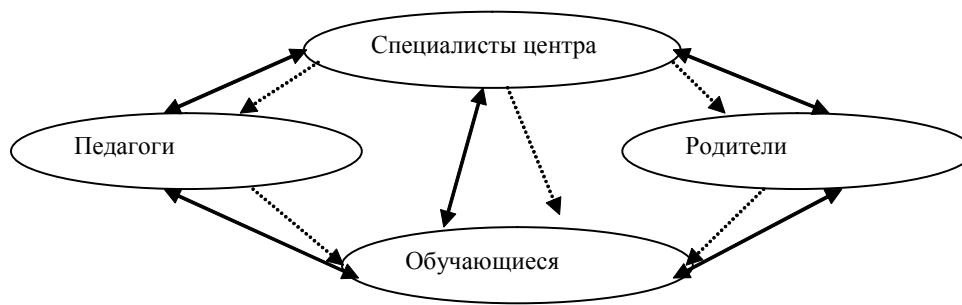 Специалисты центра
Педагоги
Родители
Обучающиеся